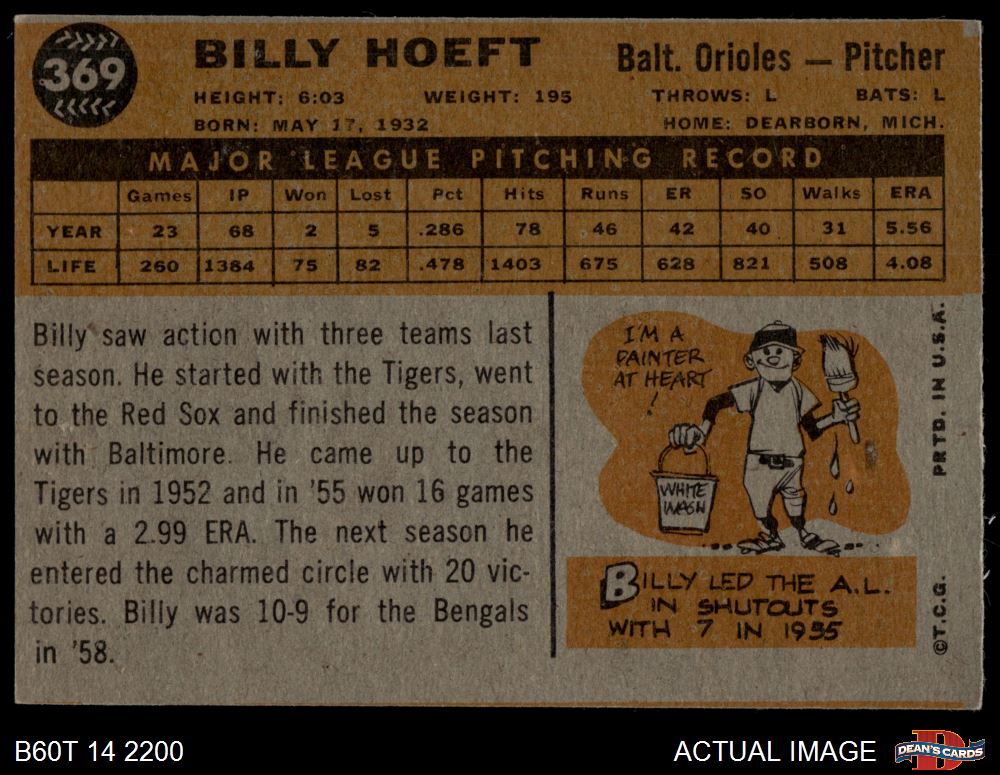 369
BILLY HOEFT
Balt. Orioles — Pitcher
HEIGHT: 6:03 WEIGHT: 195 THROWS: L BATS: L
BORN: MAY 17, 1932 HOME: DEARBORN, MICH.
MAJOR LEAGUE PITCHING RECORD
Games IP Won Lost Pct Hits Runs ER SO Walks ERA
YEAR 23 68 2 5 .286 78 46 42 40 31 5.56
LIFE 260 1384 75 82 .478 1403 675 628 821 508 4.08
Billy saw action with three teams last
season. He started with the Tigers, went
to the Red Sox and finished the season
with Baltimore. He came up to the
Tigers in 1952 and in '55 won 16 games
with a 2.99 ERA. The next season he
entered the charmed circle with 20 vic-
tories. Billy was 10-9 for the Bengals
in '58.
I'M A
PAINTER
AT HEART
!
WHITE
WASH
BILLY LED THE A.L.
IN SHUTOUTS
WITH 7 IN 1955
PRTD. IN U.S.A.
©T.C.G.
B60T 14 2200
ACTUAL IMAGE
D
DEAN'S CARDS